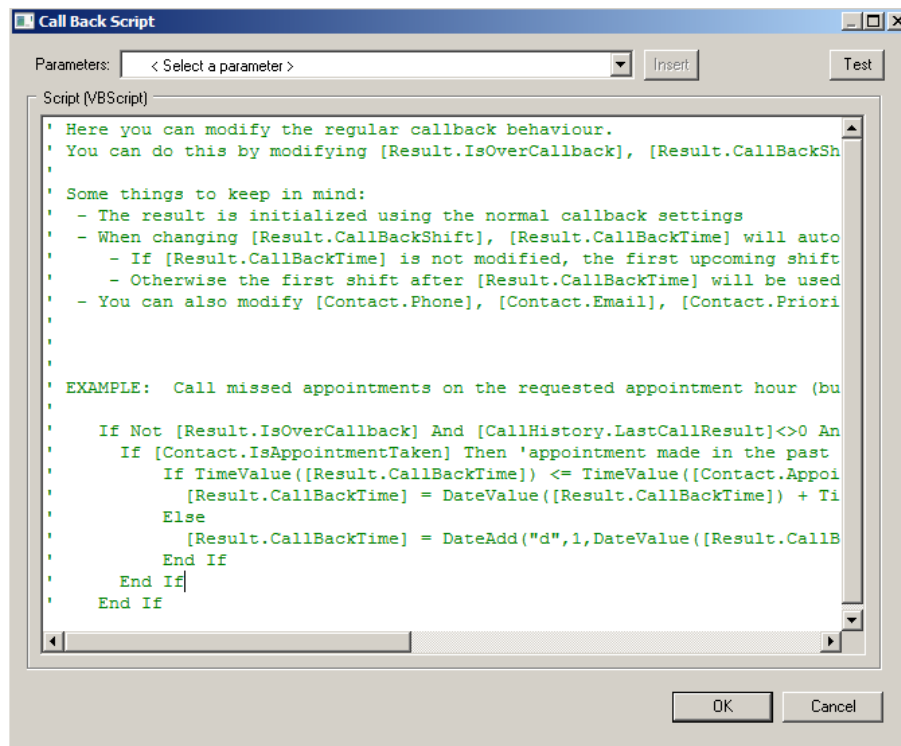 Call Back Script
Parameters: < Select a parameter > Insert Test
Script (VBScript)
' Here you can modify the regular callback behaviour.
' You can do this by modifying [Result.IsOverCallback], [Result.CallBackSh
'
' Some things to keep in mind:
'  - The result is initialized using the normal callback settings
'  - When changing [Result.CallBackShift], [Result.CallBackTime] will auto
'     - If [Result.CallBackTime] is not modified, the first upcoming shift
'     - Otherwise the first shift after [Result.CallBackTime] will be used
'  - You can also modify [Contact.Phone], [Contact.Email], [Contact.Priori
'
'
'
' EXAMPLE:  Call missed appointments on the requested appointment hour (bu
'
'    If Not [Result.IsOverCallback] And [CallHistory.LastCallResult]<>0 An
'      If [Contact.IsAppointmentTaken] Then 'appointment made in the past
'          If TimeValue([Result.CallBackTime]) <= TimeValue([Contact.Appoi
'            [Result.CallBackTime] = DateValue([Result.CallBackTime]) + Ti
'          Else
'            [Result.CallBackTime] = DateAdd("d",1,DateValue([Result.CallB
'          End If
'      End If
'    End If
OK Cancel